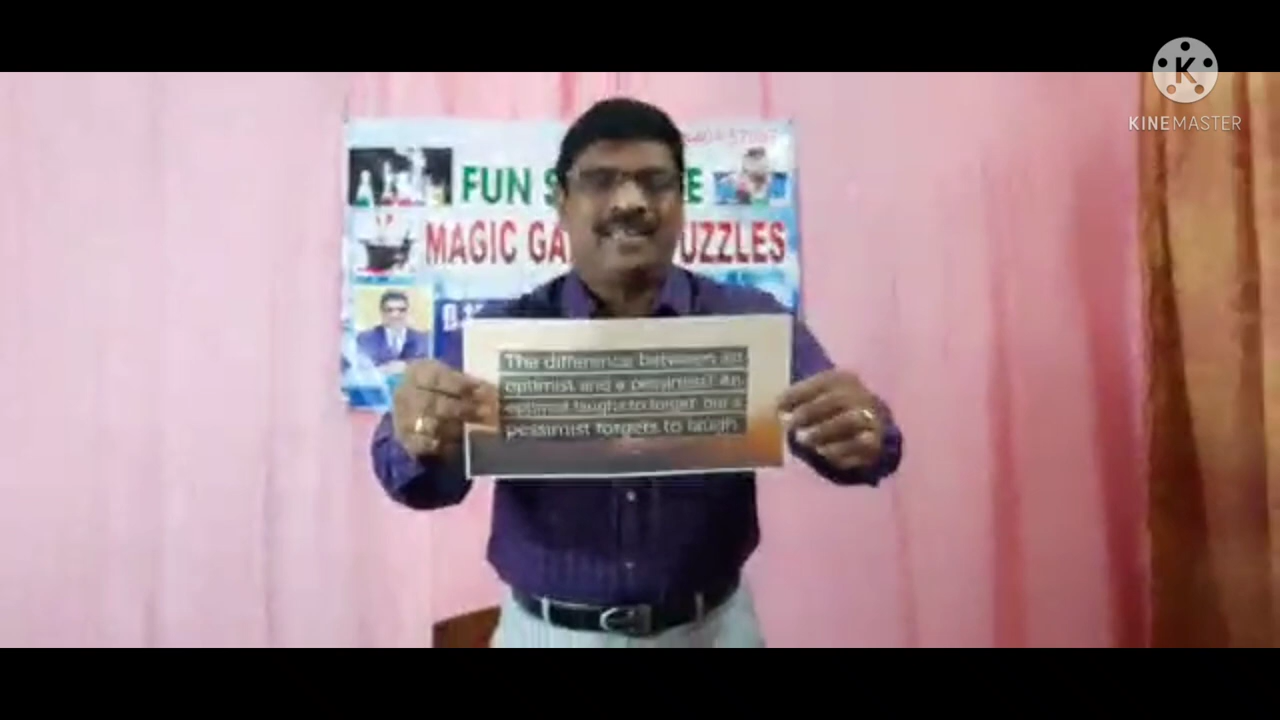 KINEMASTER
FUN
MAGIC GA UZZLES
The difference between an
optimist and a pessimist? An
optimist laughs to forget, but a
pessimist forgets to laugh